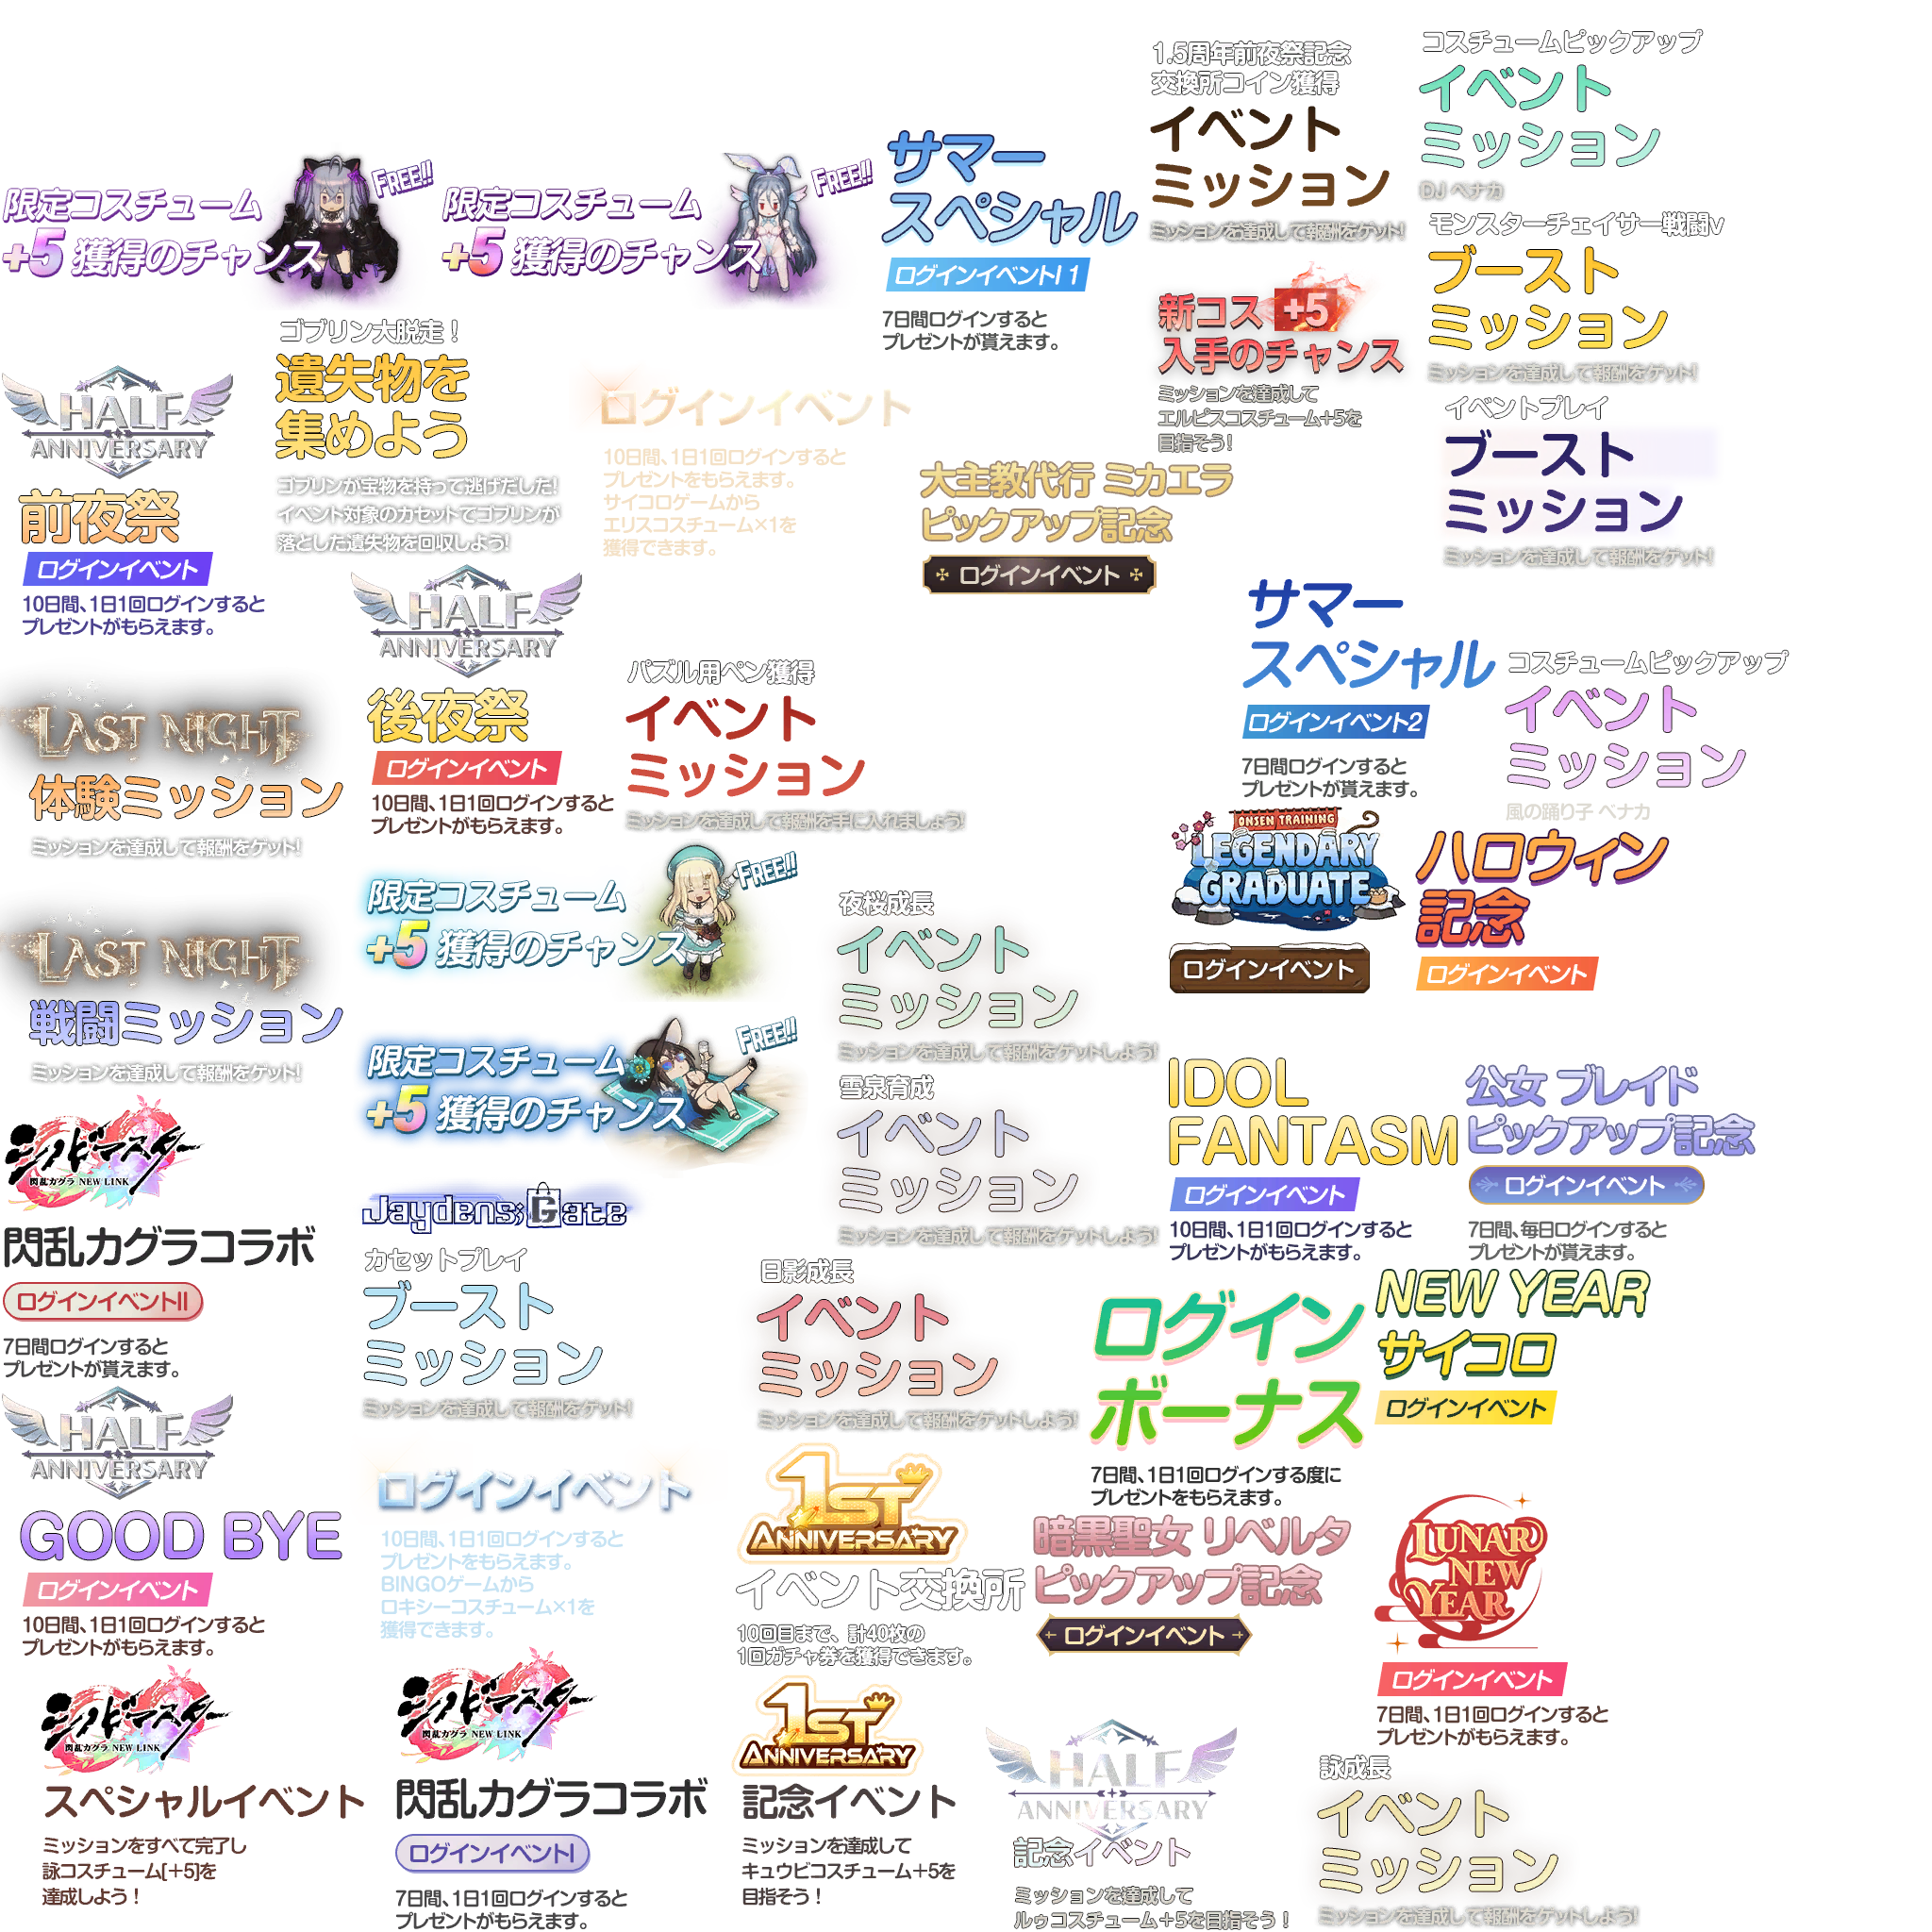 限定コスチューム
FREE!!
+5 獲得のチャンス
限定コスチューム
FREE!!
+5 獲得のチャンス
サマー
スペシャル
ログインイベント1
7日間ログインすると
プレゼントが貰えます。
1.5周年前夜祭記念
交換所コイン獲得
イベント
ミッション
ミッションを達成して報酬をゲット!
コスチュームピックアップ
イベント
ミッション
DJ ベナカ
モンスターチェイサー戦闘v
ブースト
ミッション
ミッションを達成して報酬をゲット!
新コス +5
入手のチャンス
ミッションを達成して
エルピスコスチューム+5を
目指そう!
イベントプレイ
ブースト
ミッション
ミッションを達成して報酬をゲット!
HALF
ANNIVERSARY
前夜祭
ログインイベント
10日間、1日1回ログインすると
プレゼントがもらえます。
ゴブリン大脱走!
遺失物を
集めよう
ゴブリンが宝物を持って逃げだした!
イベント対象のカセットでゴブリンが
落とした遺失物を回収しよう!
ログインイベント
10日間、1日1回ログインすると
プレゼントをもらえます。
サイコロゲームから
エリスコスチューム×1を
獲得できます。
大主教代行 ミカエラ
ピックアップ記念
ログインイベント
HALF
ANNIVERSARY
後夜祭
ログインイベント
10日間、1日1回ログインすると
プレゼントがもらえます。
サマー
スペシャル
ログインイベント2
7日間ログインすると
プレゼントが貰えます。
コスチュームピックアップ
イベント
ミッション
風の踊り子 ベナカ
LAST NIGHT
体験ミッション
ミッションを達成して報酬をゲット!
パズル用ペン獲得
イベント
ミッション
ミッションを達成して報酬を手に入れましょう!
ONSEN TRAINING
LEGENDARY
GRADUATE
ログインイベント
ハロウィン
記念
ログインイベント
限定コスチューム
FREE!!
+5 獲得のチャンス
LAST NIGHT
戦闘ミッション
ミッションを達成して報酬をゲット!
夜桜成長
イベント
ミッション
ミッションを達成して報酬をゲットしよう!
限定コスチューム
FREE!!
+5 獲得のチャンス
雪泉育成
イベント
ミッション
ミッションを達成して報酬をゲットしよう!
IDOL
FANTASM
ログインイベント
10日間、1日1回ログインすると
プレゼントがもらえます。
公女 ブレイド
ピックアップ記念
ログインイベント
7日間、毎日ログインすると
プレゼントが貰えます。
シノビマスター
閃乱カグラ NEW LINK
閃乱カグラコラボ
ログインイベントII
7日間ログインすると
プレゼントが貰えます。
Jaydens;Gate
カセットプレイ
ブースト
ミッション
ミッションを達成して報酬をゲット!
日影成長
イベント
ミッション
ミッションを達成して報酬をゲットしよう!
ログイン
ボーナス
7日間、1日1回ログインする度に
プレゼントをもらえます。
NEW YEAR
サイコロ
ログインイベント
HALF
ANNIVERSARY
GOOD BYE
ログインイベント
10日間、1日1回ログインすると
プレゼントがもらえます。
ログインイベント
10日間、1日1回ログインすると
プレゼントをもらえます。
BINGOゲームから
ロキシーコスチューム×1を
獲得できます。
1ST
ANNIVERSARY
イベント交換所
10回目まで、計40枚の
1回ガチャ券を獲得できます。
暗黒聖女 リベルタ
ピックアップ記念
ログインイベント
LUNAR
NEW
YEAR
ログインイベント
7日間、1日1回ログインすると
プレゼントがもらえます。
シノビマスター
閃乱カグラ NEW LINK
スペシャルイベント
ミッションをすべて完了し
詠コスチューム[+5]を
達成しよう!
シノビマスター
閃乱カグラ NEW LINK
閃乱カグラコラボ
ログインイベントI
7日間、1日1回ログインすると
プレゼントがもらえます。
1ST
ANNIVERSARY
記念イベント
ミッションを達成して
キュウビコスチューム+5を
目指そう!
HALF
ANNIVERSARY
記念イベント
ミッションを達成して
ルゥコスチューム+5を目指そう!
詠成長
イベント
ミッション
ミッションを達成して報酬をゲットしよう!